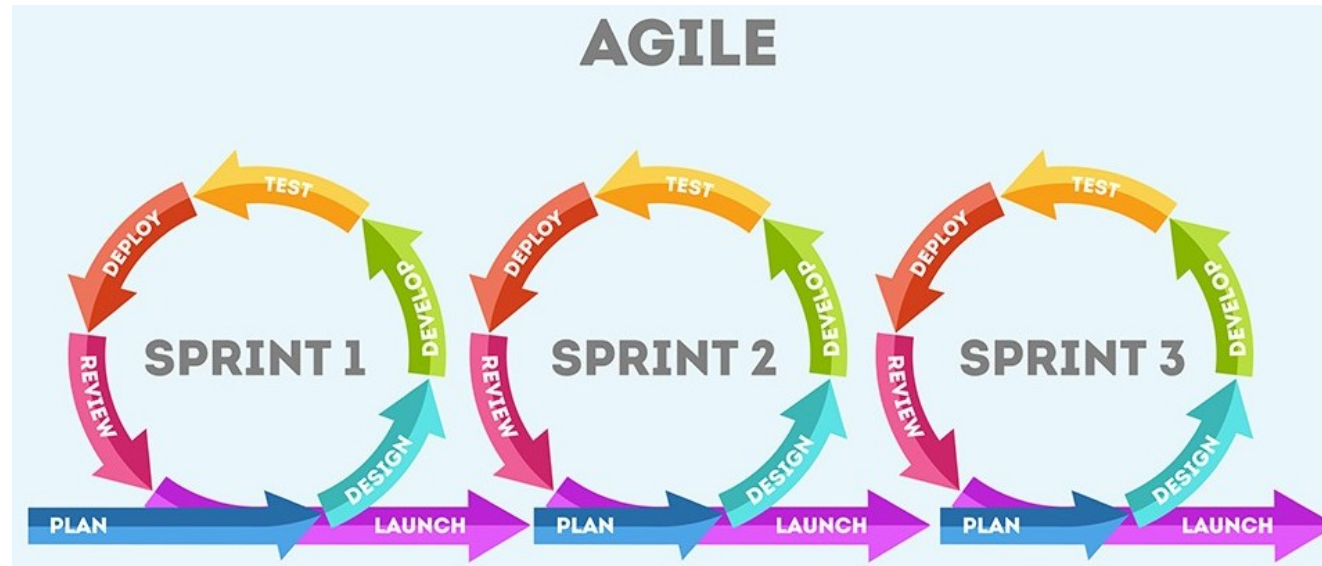 AGILE
SPRINT 1
PLAN
DESIGN
DEVELOP
TEST
DEPLOY
REVIEW
LAUNCH
SPRINT 2
PLAN
DESIGN
DEVELOP
TEST
DEPLOY
REVIEW
LAUNCH
SPRINT 3
PLAN
DESIGN
DEVELOP
TEST
DEPLOY
REVIEW
LAUNCH